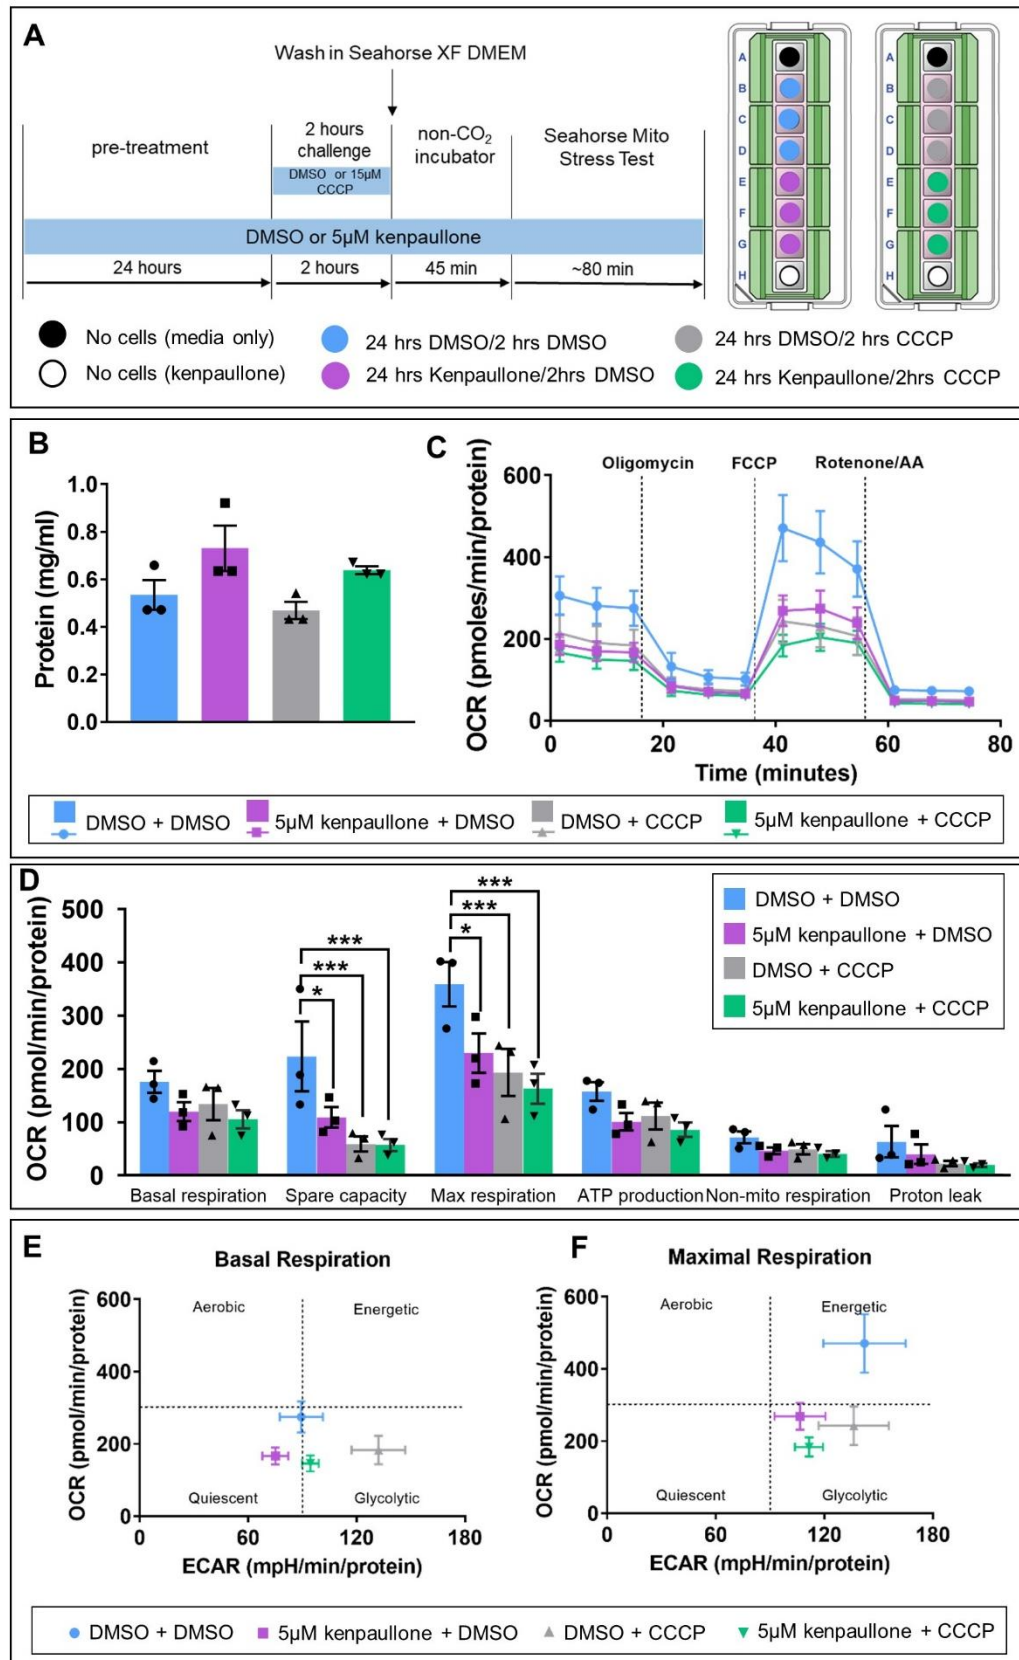 A
Wash in Seahorse XF DMEM
pre-treatment
2 hours
challenge
DMSO or 15µM
CCCP
non-CO₂
incubator
Seahorse Mito
Stress Test
DMSO or 5µM kenpaullone
24 hours
2 hours
45 min
~80 min
A
B
C
D
E
F
G
H
A
B
C
D
E
F
G
H
No cells (media only)
24 hrs DMSO/2 hrs DMSO
24 hrs DMSO/2 hrs CCCP
No cells (kenpaullone)
24 hrs Kenpaullone/2hrs DMSO
24 hrs Kenpaullone/2hrs CCCP
B
Protein (mg/ml)
1.0
0.8
0.6
0.4
0.2
0.0
C
OCR (pmoles/min/protein)
Oligomycin
FCCP
Rotenone/AA
600
400
200
0
0
20
40
60
80
Time (minutes)
DMSO + DMSO
5µM kenpaullone + DMSO
DMSO + CCCP
5µM kenpaullone + CCCP
D
OCR (pmol/min/protein)
500
400
300
200
100
0
***
***
*
***
***
*
Basal respiration
Spare capacity
Max respiration
ATP production
Non-mito respiration
Proton leak
DMSO + DMSO
5µM kenpaullone + DMSO
DMSO + CCCP
5µM kenpaullone + CCCP
E
Basal Respiration
OCR (pmol/min/protein)
600
400
200
0
Aerobic
Energetic
Quiescent
Glycolytic
0
60
120
180
ECAR (mpH/min/protein)
F
Maximal Respiration
OCR (pmol/min/protein)
600
400
200
0
Aerobic
Energetic
Quiescent
Glycolytic
0
60
120
180
ECAR (mpH/min/protein)
DMSO + DMSO
5µM kenpaullone + DMSO
DMSO + CCCP
5µM kenpaullone + CCCP